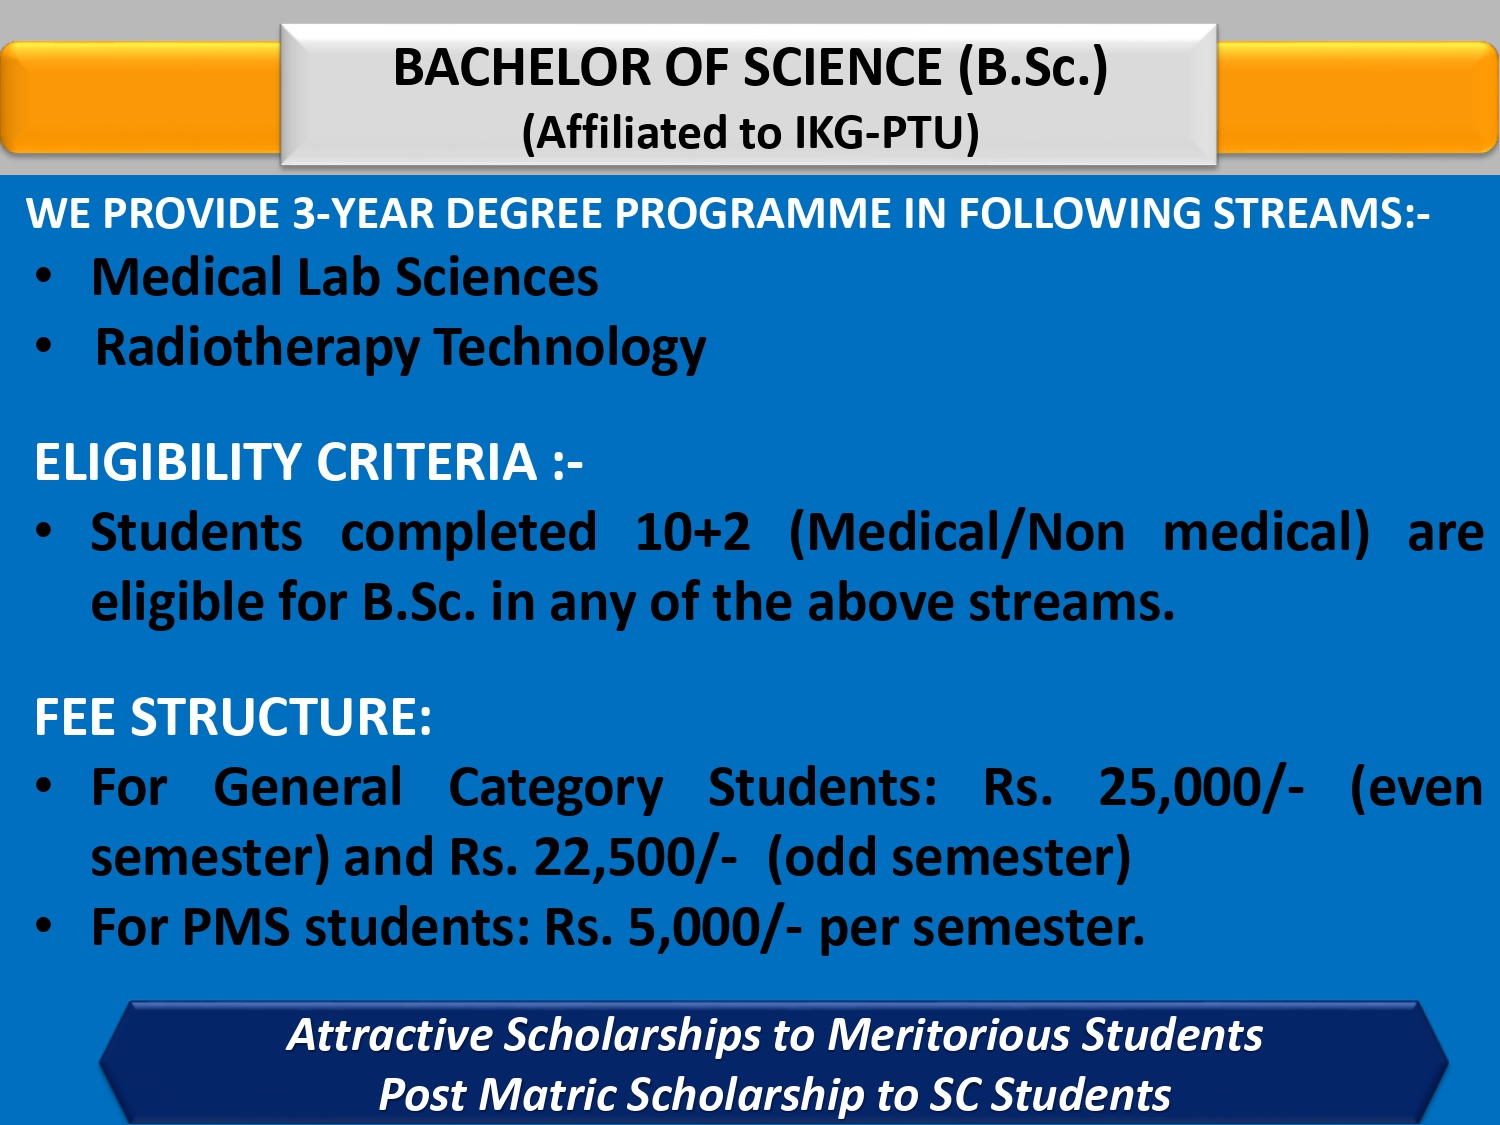 BACHELOR OF SCIENCE (B.Sc.)
(Affiliated to IKG-PTU)
WE PROVIDE 3-YEAR DEGREE PROGRAMME IN FOLLOWING STREAMS:-
• Medical Lab Sciences
• Radiotherapy Technology
ELIGIBILITY CRITERIA :-
• Students completed 10+2 (Medical/Non medical) are
eligible for B.Sc. in any of the above streams.
FEE STRUCTURE:
• For General Category Students: Rs. 25,000/- (even
semester) and Rs. 22,500/- (odd semester)
• For PMS students: Rs. 5,000/- per semester.
Attractive Scholarships to Meritorious Students
Post Matric Scholarship to SC Students